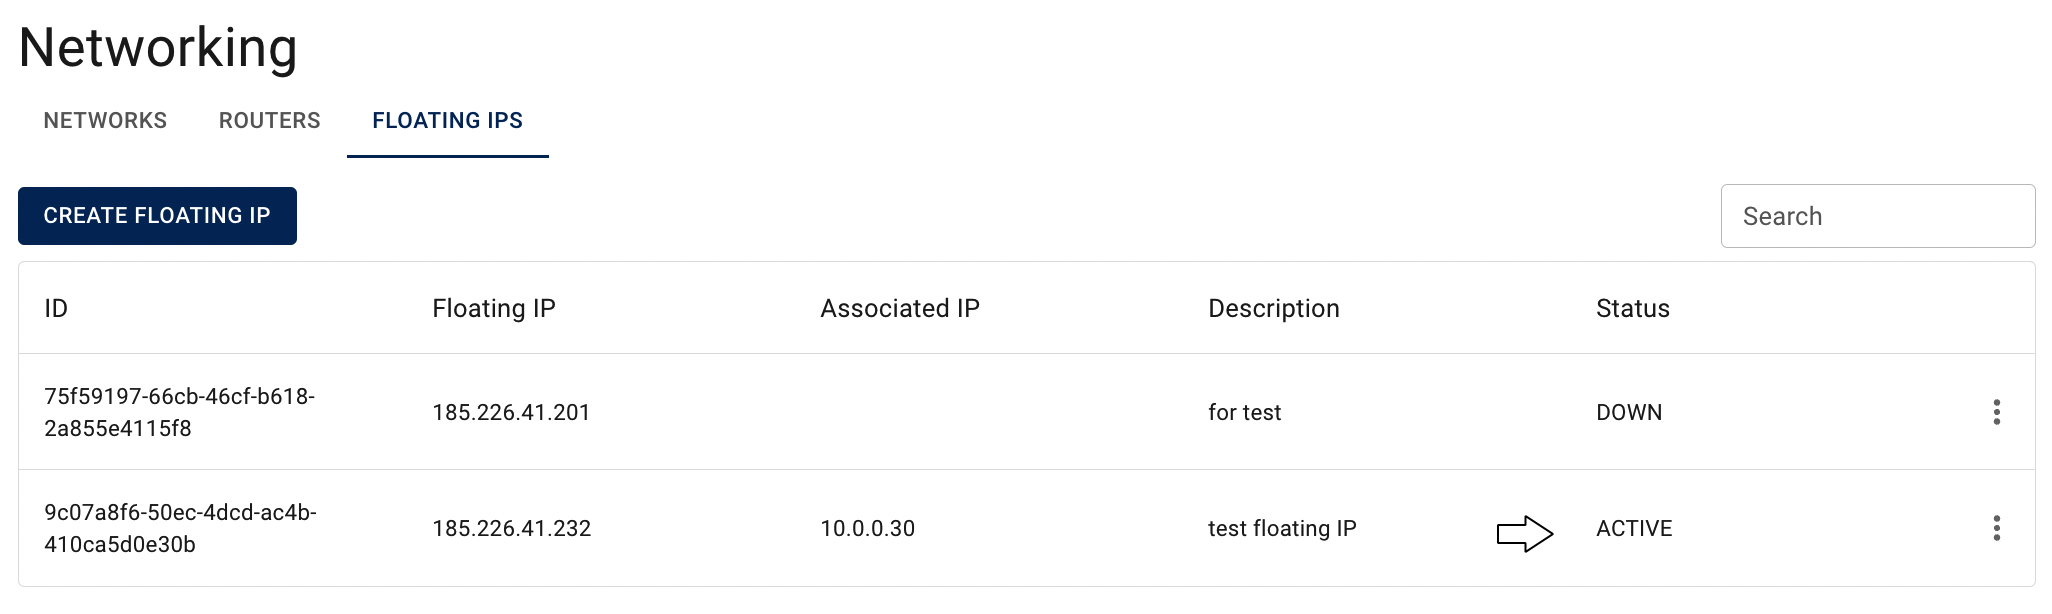 Networking
NETWORKS ROUTERS FLOATING IPS
CREATE FLOATING IP Search
ID Floating IP Associated IP Description Status
75f59197-66cb-46cf-b618-
2a855e4115f8 185.226.41.201 for test DOWN
9c07a8f6-50ec-4dcd-ac4b-
410ca5d0e30b 185.226.41.232 10.0.0.30 test floating IP ACTIVE